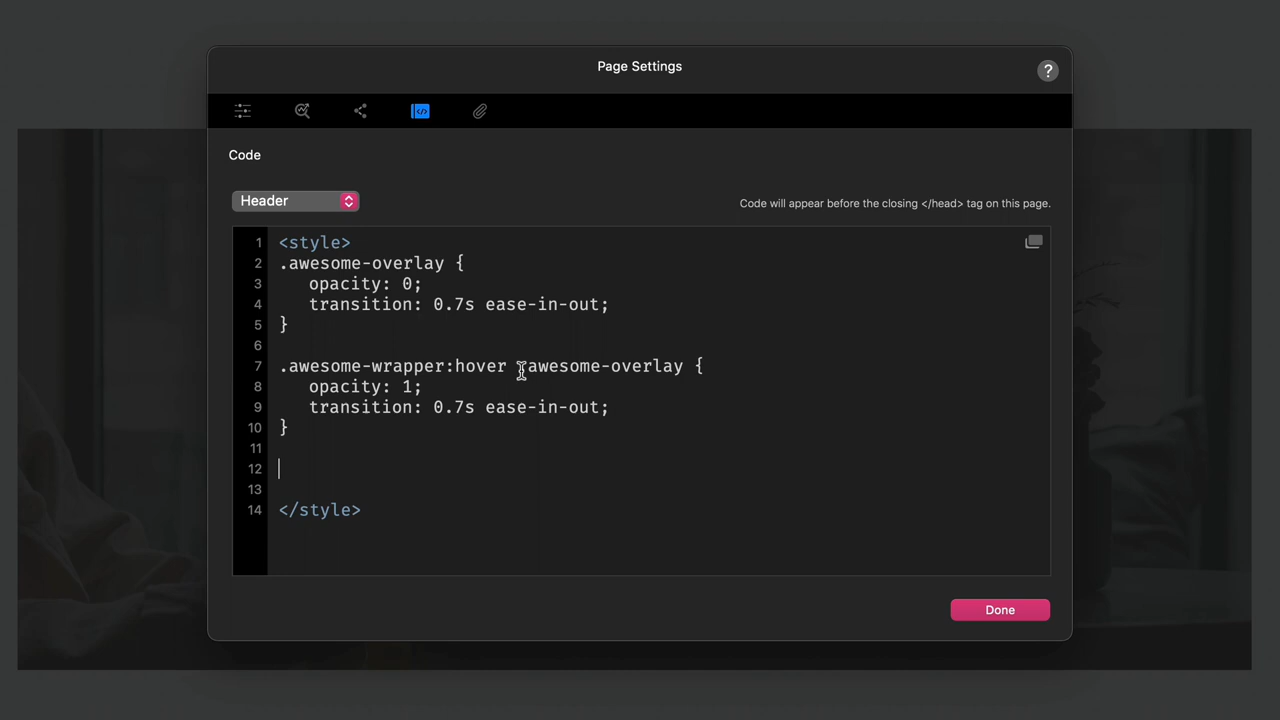 Page Settings
?
Code
Header
Code will appear before the closing </head> tag on this page.
1 <style>
2 .awesome-overlay {
3 opacity: 0;
4 transition: 0.7s ease-in-out;
5 }
6
7 .awesome-wrapper:hover .awesome-overlay {
8 opacity: 1;
9 transition: 0.7s ease-in-out;
10 }
11
12
13
14 </style>
Done